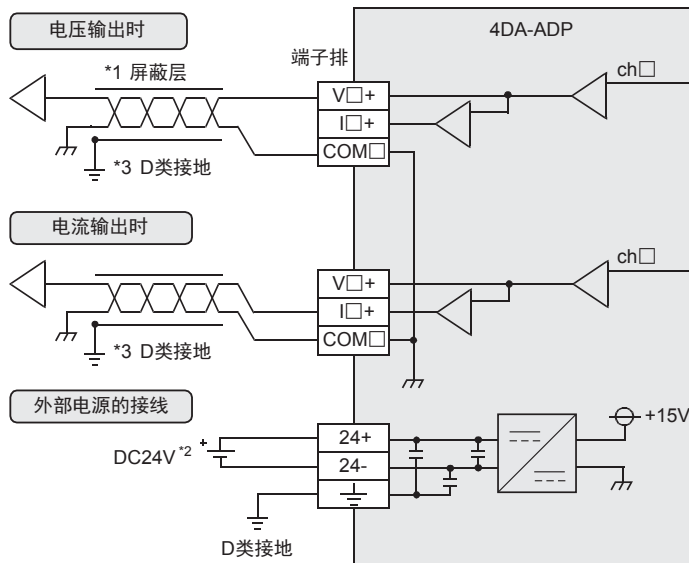 电压输出时
4DA-ADP
端子排
*1 屏蔽层
ch□
V□+
I□+
COM□
*3 D类接地
电流输出时
ch□
V□+
I□+
COM□
*3 D类接地
外部电源的接线
+15V
24+
+
DC24V*2
24-
D类接地